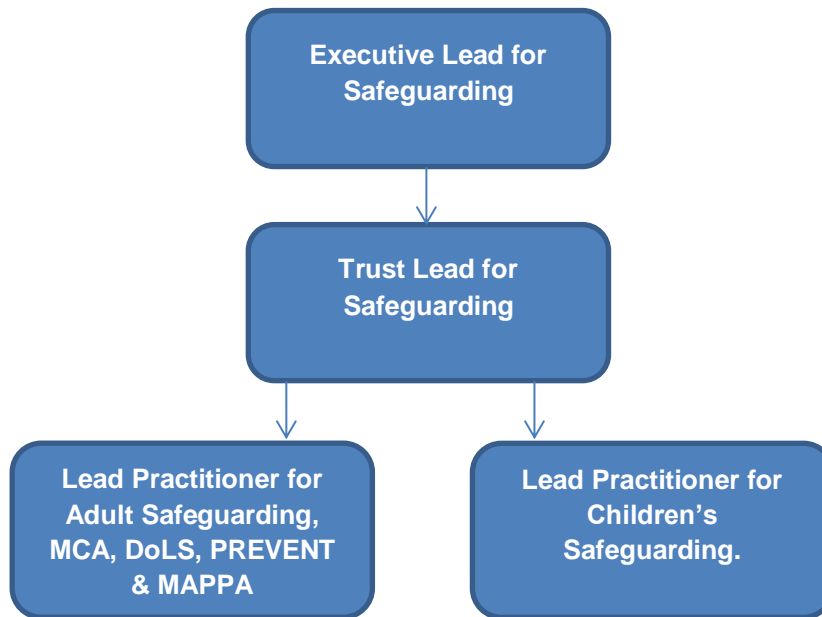 Executive Lead for
Safeguarding
Trust Lead for
Safeguarding
Lead Practitioner for
Adult Safeguarding,
MCA, DoLS, PREVENT
& MAPPA
Lead Practitioner for
Children’s
Safeguarding.